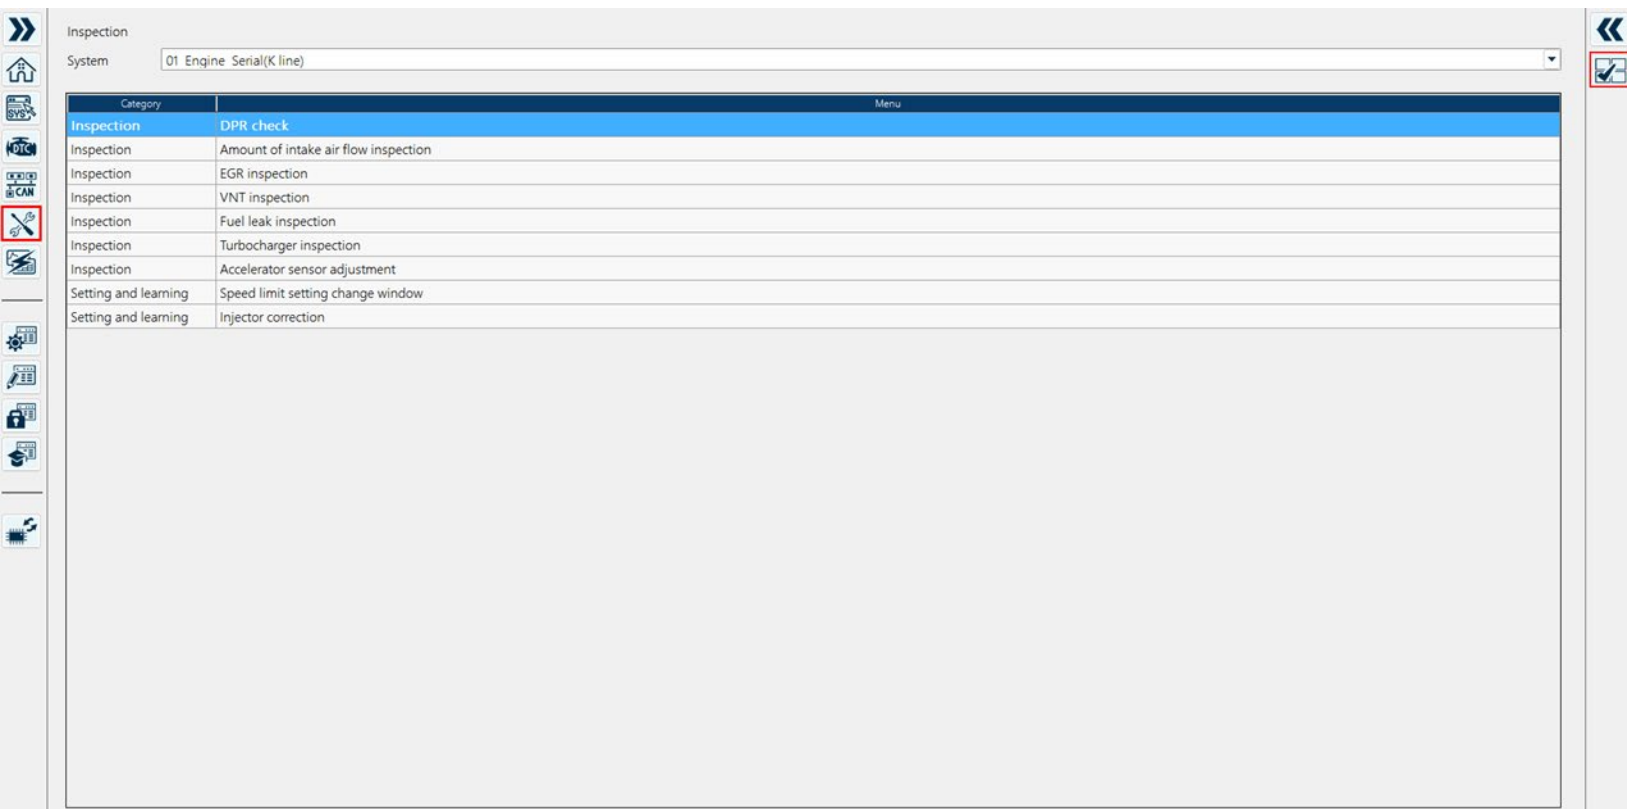 Inspection
System 01 Engine Serial(K line)
Category Menu
Inspection DPR check
Inspection Amount of intake air flow inspection
Inspection EGR inspection
Inspection VNT inspection
Inspection Fuel leak inspection
Inspection Turbocharger inspection
Inspection Accelerator sensor adjustment
Setting and learning Speed limit setting change window
Setting and learning Injector correction
SYS
DTC
CAN